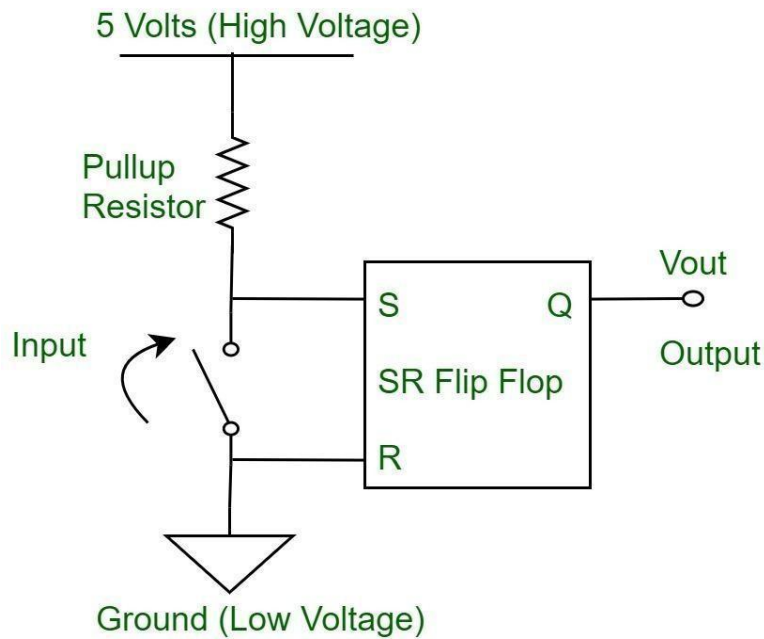 5 Volts (High Voltage)
Pullup
Resistor
Vout
S
Q
Input
Output
SR Flip Flop
R
Ground (Low Voltage)